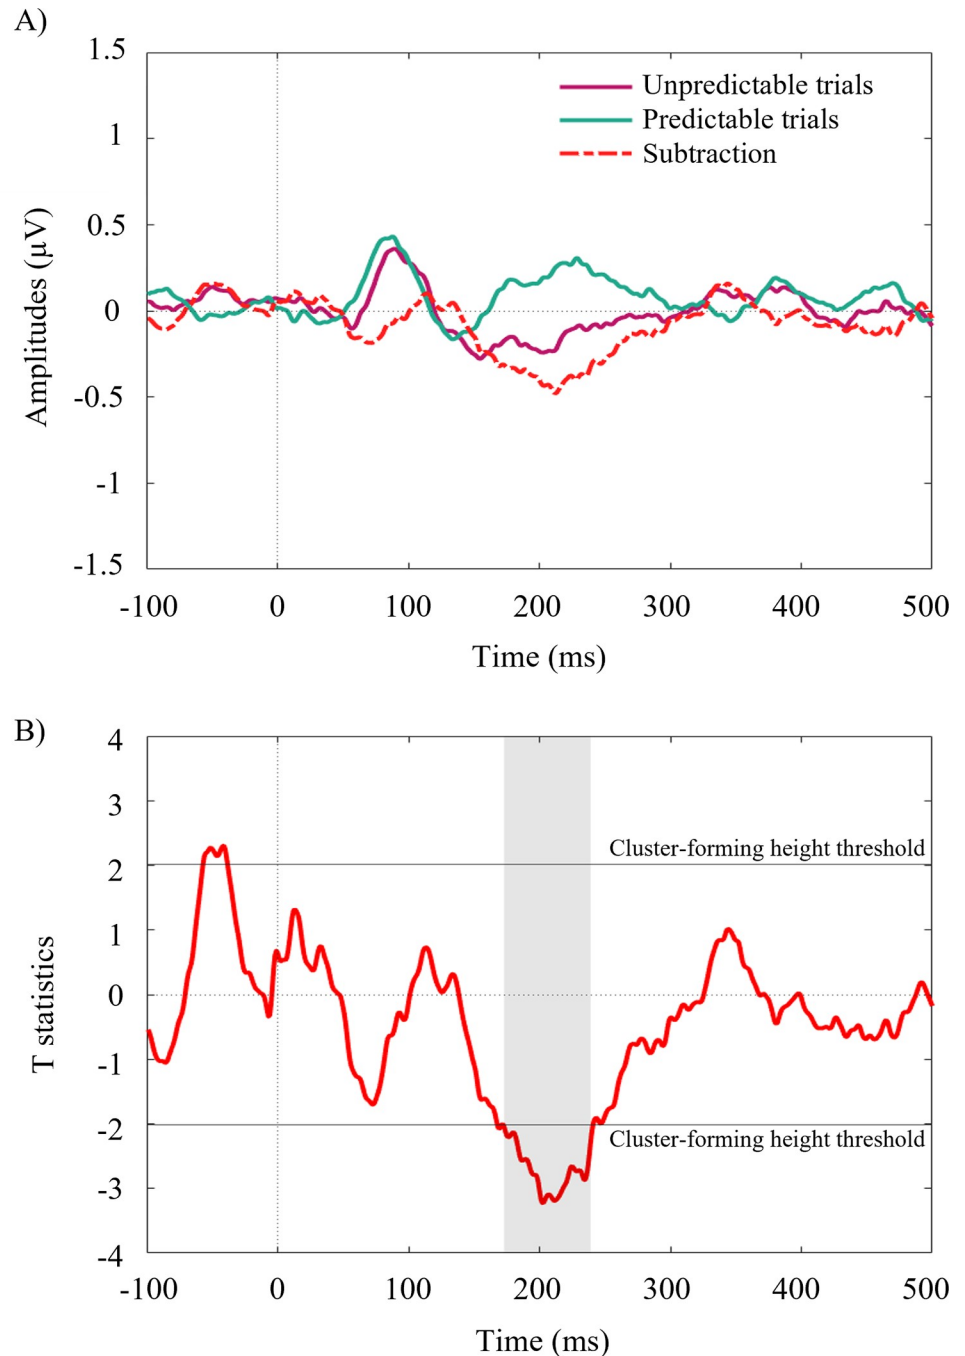 A)
1.5
1
0.5
0
-0.5
-1
-1.5
Amplitudes (µV)
Unpredictable trials
Predictable trials
Subtraction
-100 0 100 200 300 400 500
Time (ms)
B)
4
3
2
1
0
-1
-2
-3
-4
T statistics
Cluster-forming height threshold
Cluster-forming height threshold
-100 0 100 200 300 400 500
Time (ms)